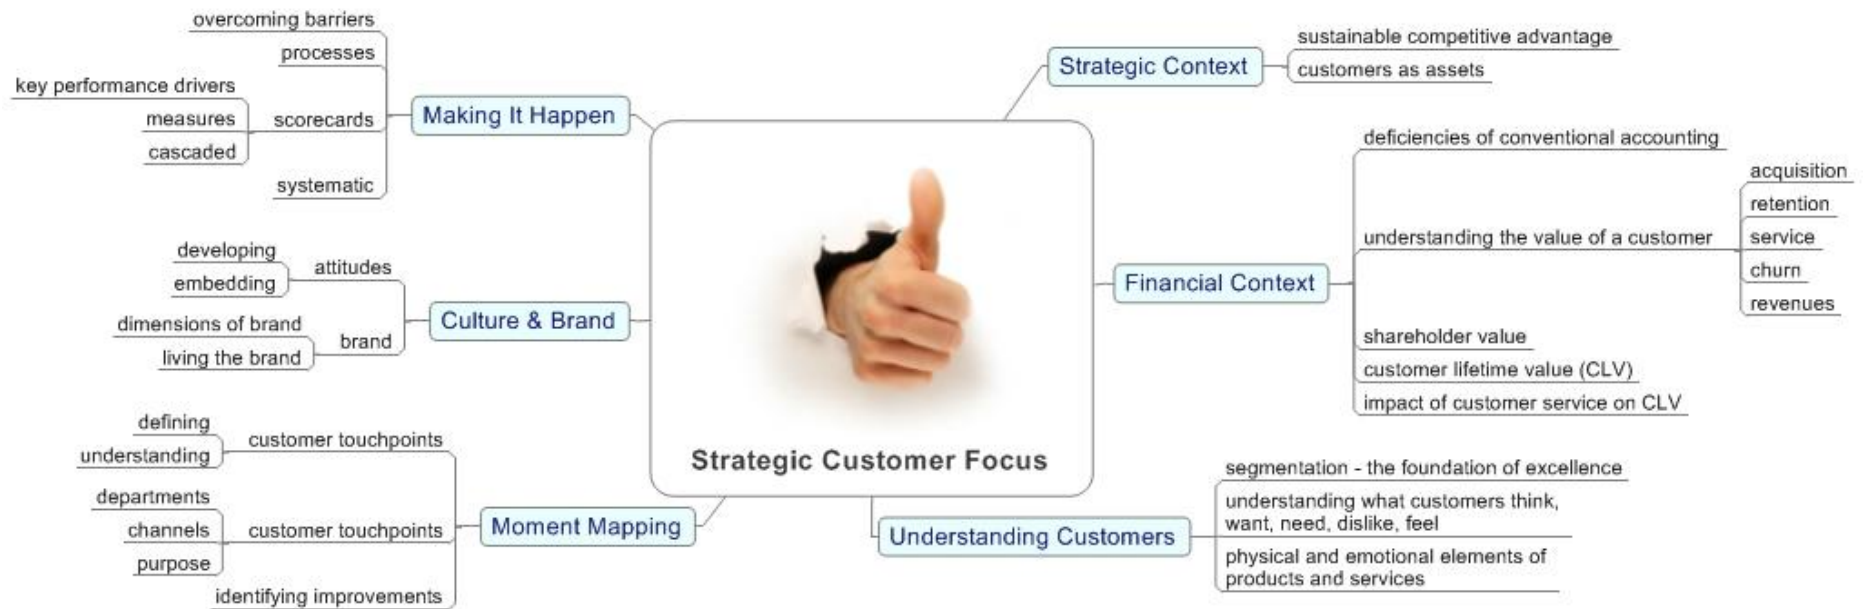 overcoming barriers
processes
key performance drivers
measures
scorecards
cascaded
systematic
Making It Happen
developing
attitudes
embedding
dimensions of brand
brand
living the brand
Culture & Brand
defining
customer touchpoints
understanding
departments
channels
customer touchpoints
purpose
identifying improvements
Moment Mapping
Strategic Customer Focus
Strategic Context
sustainable competitive advantage
customers as assets
Financial Context
deficiencies of conventional accounting
understanding the value of a customer
acquisition
retention
service
churn
revenues
shareholder value
customer lifetime value (CLV)
impact of customer service on CLV
Understanding Customers
segmentation - the foundation of excellence
understanding what customers think,
want, need, dislike, feel
physical and emotional elements of
products and services